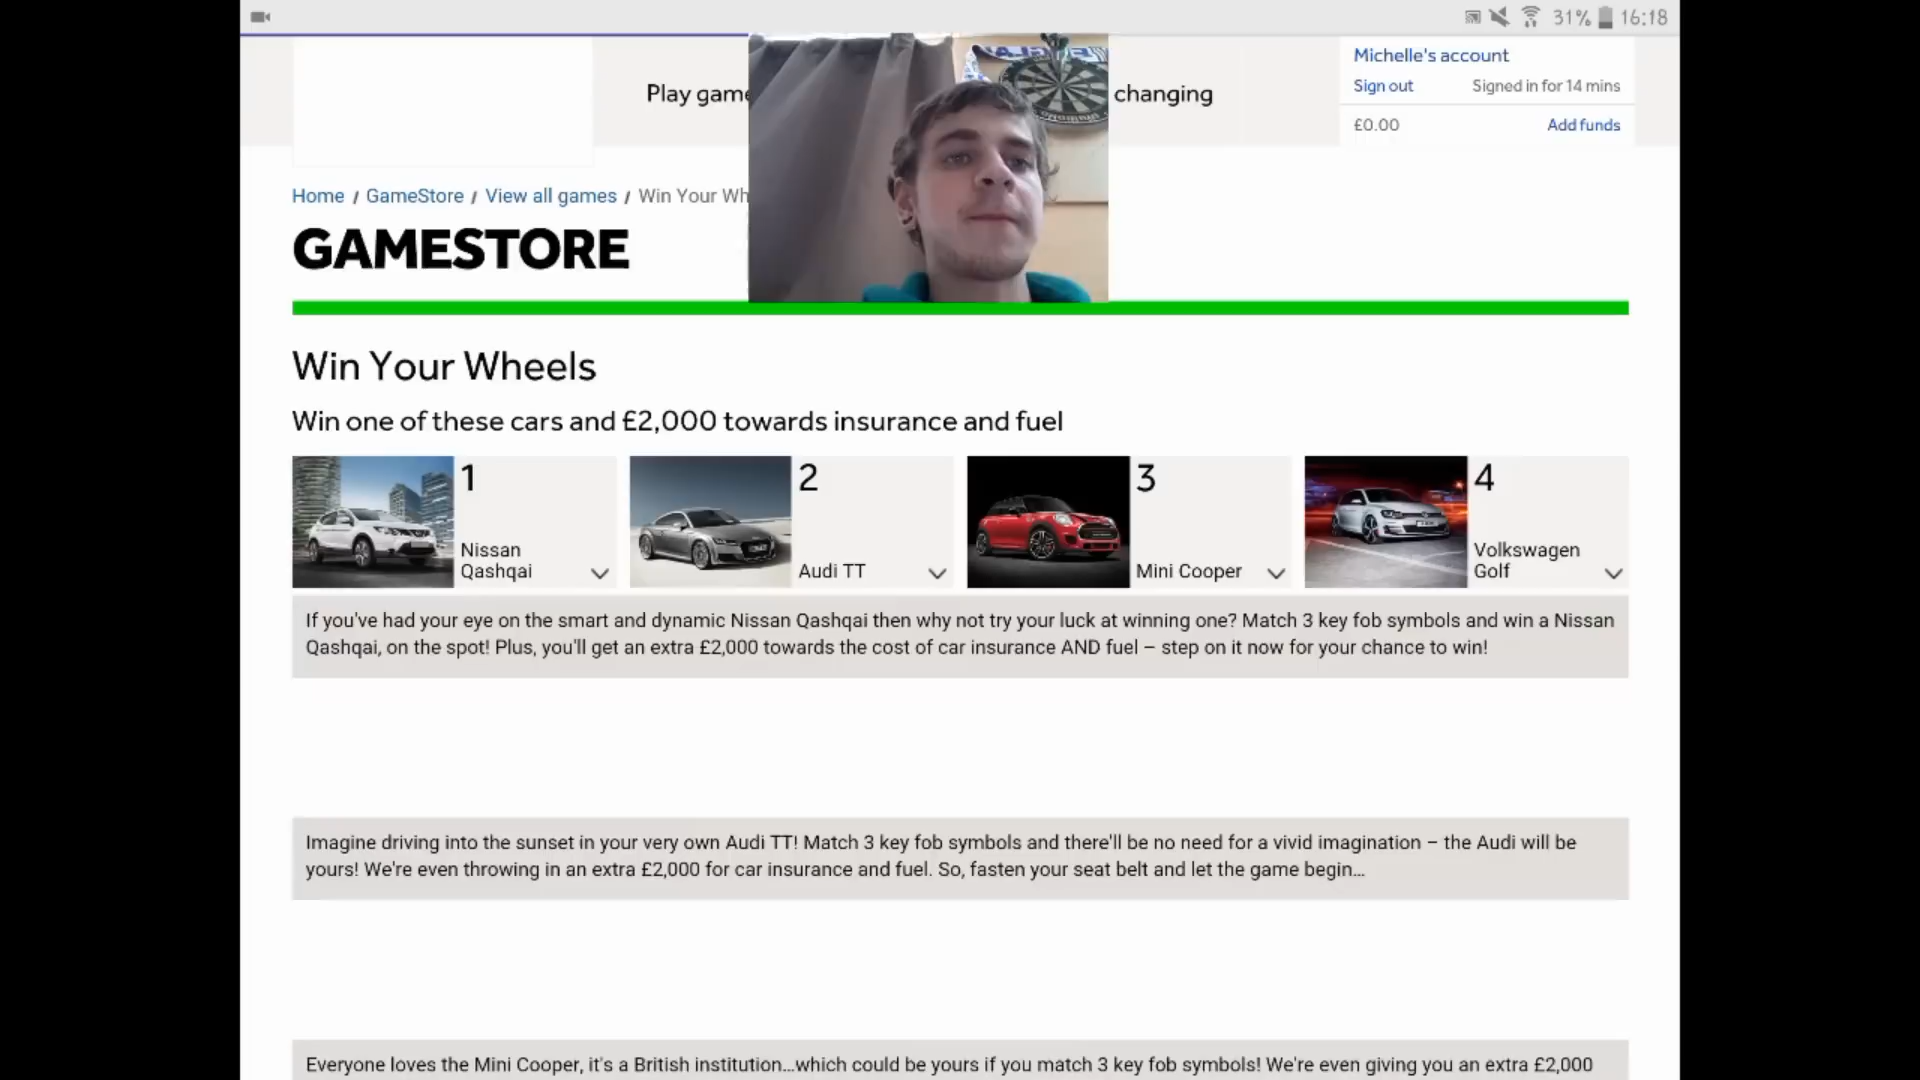 31% 16:18
Michelle's account
Sign out Signed in for 14 mins
Play game changing
£0.00 Add funds
Home / GameStore / View all games / Win Your Wh
GAMESTORE
Win Your Wheels
Win one of these cars and £2,000 towards insurance and fuel
1
Nissan
Qashqai
2
Audi TT
3
Mini Cooper
4
Volkswagen
Golf
If you've had your eye on the smart and dynamic Nissan Qashqai then why not try your luck at winning one? Match 3 key fob symbols and win a Nissan
Qashqai, on the spot! Plus, you'll get an extra £2,000 towards the cost of car insurance AND fuel – step on it now for your chance to win!
Imagine driving into the sunset in your very own Audi TT! Match 3 key fob symbols and there'll be no need for a vivid imagination – the Audi will be
yours! We're even throwing in an extra £2,000 for car insurance and fuel. So, fasten your seat belt and let the game begin...
Everyone loves the Mini Cooper, it's a British institution...which could be yours if you match 3 key fob symbols! We're even giving you an extra £2,000